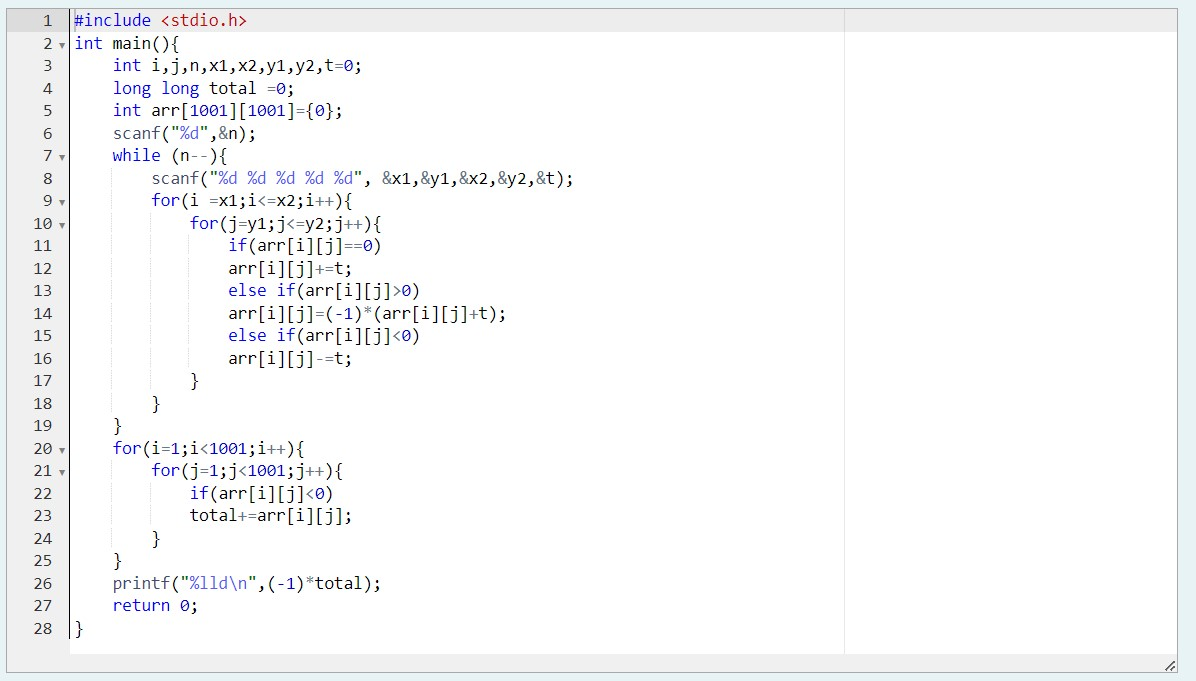 1 #include <stdio.h>
2 int main(){
3 int i,j,n,x1,x2,y1,y2,t=0;
4 long long total =0;
5 int arr[1001][1001]={0};
6 scanf("%d",&n);
7 while (n--){
8 scanf("%d %d %d %d %d", &x1,&y1,&x2,&y2,&t);
9 for(i =x1;i<=x2;i++){
10 for(j=y1;j<=y2;j++){
11 if(arr[i][j]==0)
12 arr[i][j]+=t;
13 else if(arr[i][j]>0)
14 arr[i][j]=(-1)*(arr[i][j]+t);
15 else if(arr[i][j]<0)
16 arr[i][j]-=t;
17 }
18 }
19 }
20 for(i=1;i<1001;i++){
21 for(j=1;j<1001;j++){
22 if(arr[i][j]<0)
23 total+=arr[i][j];
24 }
25 }
26 printf("%lld\n",(-1)*total);
27 return 0;
28 }